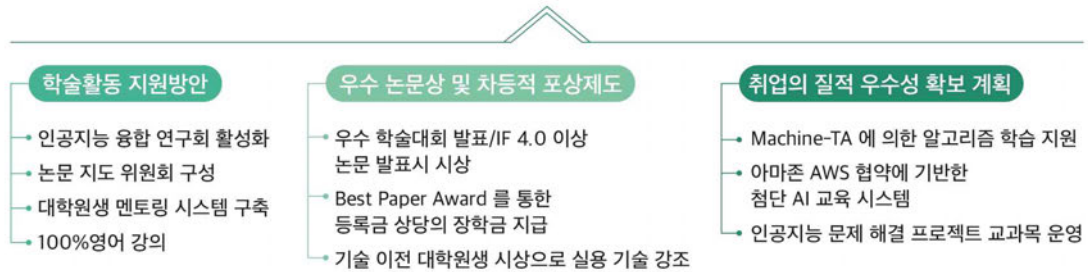 학술활동 지원방안
인공지능 융합 연구회 활성화
논문 지도 위원회 구성
대학원생 멘토링 시스템 구축
100%영어 강의
우수 논문상 및 차등적 포상제도
우수 학술대회 발표/IF 4.0 이상
논문 발표시 시상
Best Paper Award 를 통한
등록금 상당의 장학금 지급
기술 이전 대학원생 시상으로 실용 기술 강조
취업의 질적 우수성 확보 계획
Machine-TA 에 의한 알고리즘 학습 지원
아마존 AWS 협약에 기반한
첨단 AI 교육 시스템
인공지능 문제 해결 프로젝트 교과목 운영